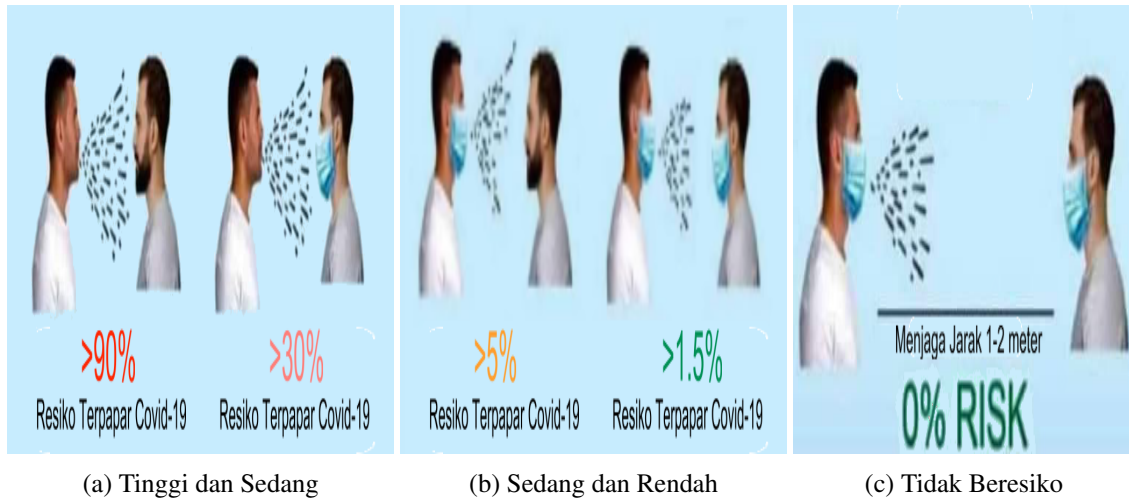 >90%
Resiko Terpapar Covid-19
>30%
Resiko Terpapar Covid-19
>5%
Resiko Terpapar Covid-19
>1.5%
Resiko Terpapar Covid-19
Menjaga Jarak 1-2 meter
0% RISK
(a) Tinggi dan Sedang
(b) Sedang dan Rendah
(c) Tidak Beresiko